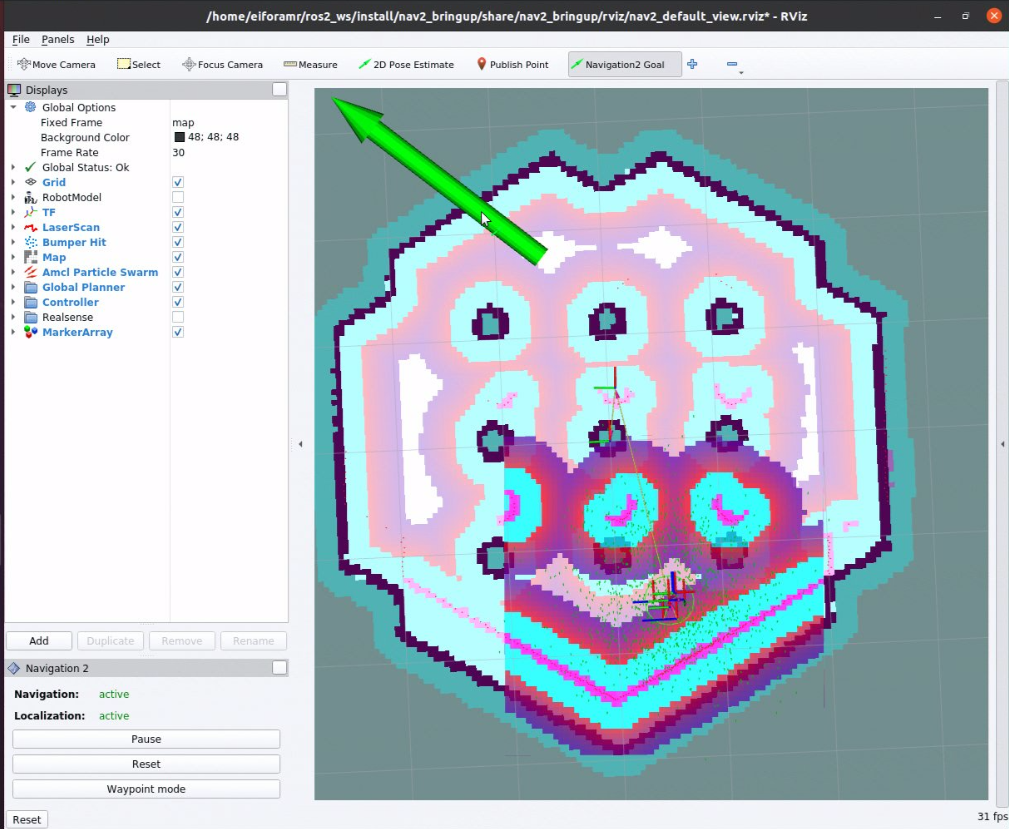 /home/eiforamr/ros2_ws/install/nav2_bringup/share/nav2_bringup/rviz/nav2_default_view.rviz* - RViz
File Panels Help
Move Camera Select Focus Camera Measure 2D Pose Estimate Publish Point Navigation2 Goal
Displays
Global Options
Fixed Frame map
Background Color 48; 48; 48
Frame Rate 30
Global Status: Ok
Grid
RobotModel
TF
LaserScan
Bumper Hit
Map
Amcl Particle Swarm
Global Planner
Controller
Realsense
MarkerArray
Add Duplicate Remove Rename
Navigation 2
Navigation: active
Localization: active
Pause
Reset
Waypoint mode
Reset
31 fps